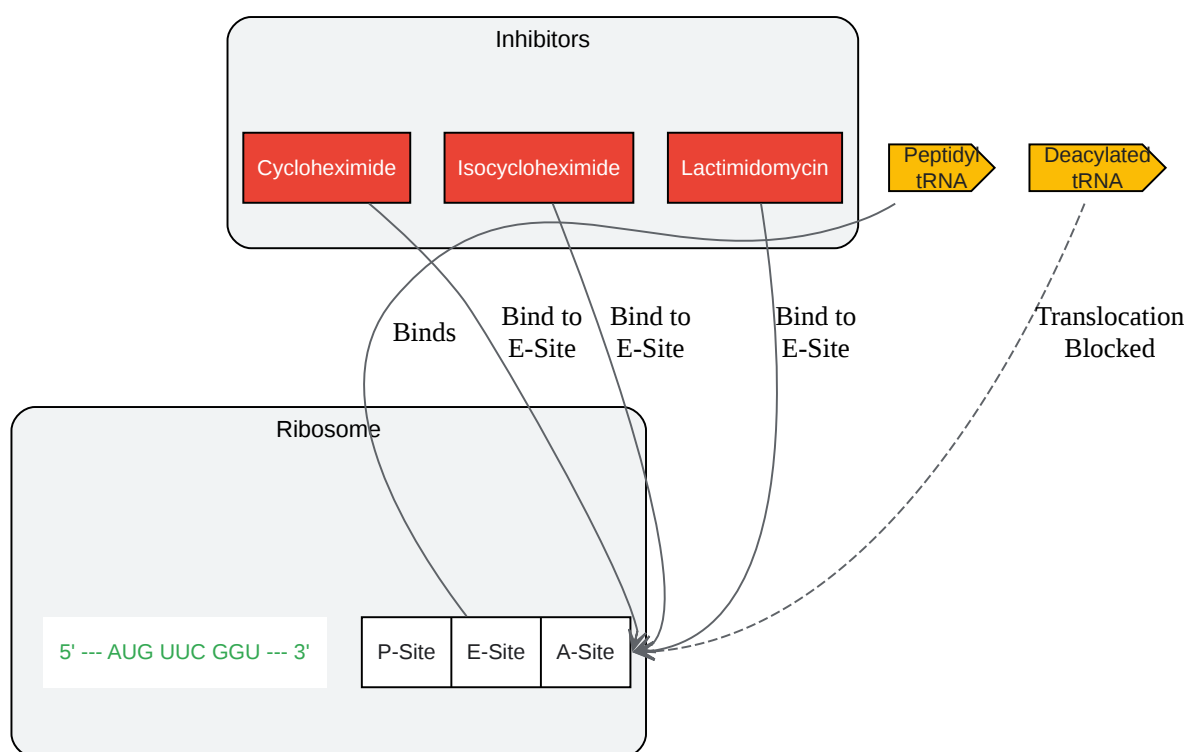 Inhibitors
Cycloheximide
Isocycloheximide
Lactimidomycin
Peptidyl
tRNA
Deacylated
tRNA
Binds
Bind to
E-Site
Bind to
E-Site
Bind to
E-Site
Translocation
Blocked
Ribosome
5' --- AUG UUC GGU --- 3'
P-Site
E-Site
A-Site